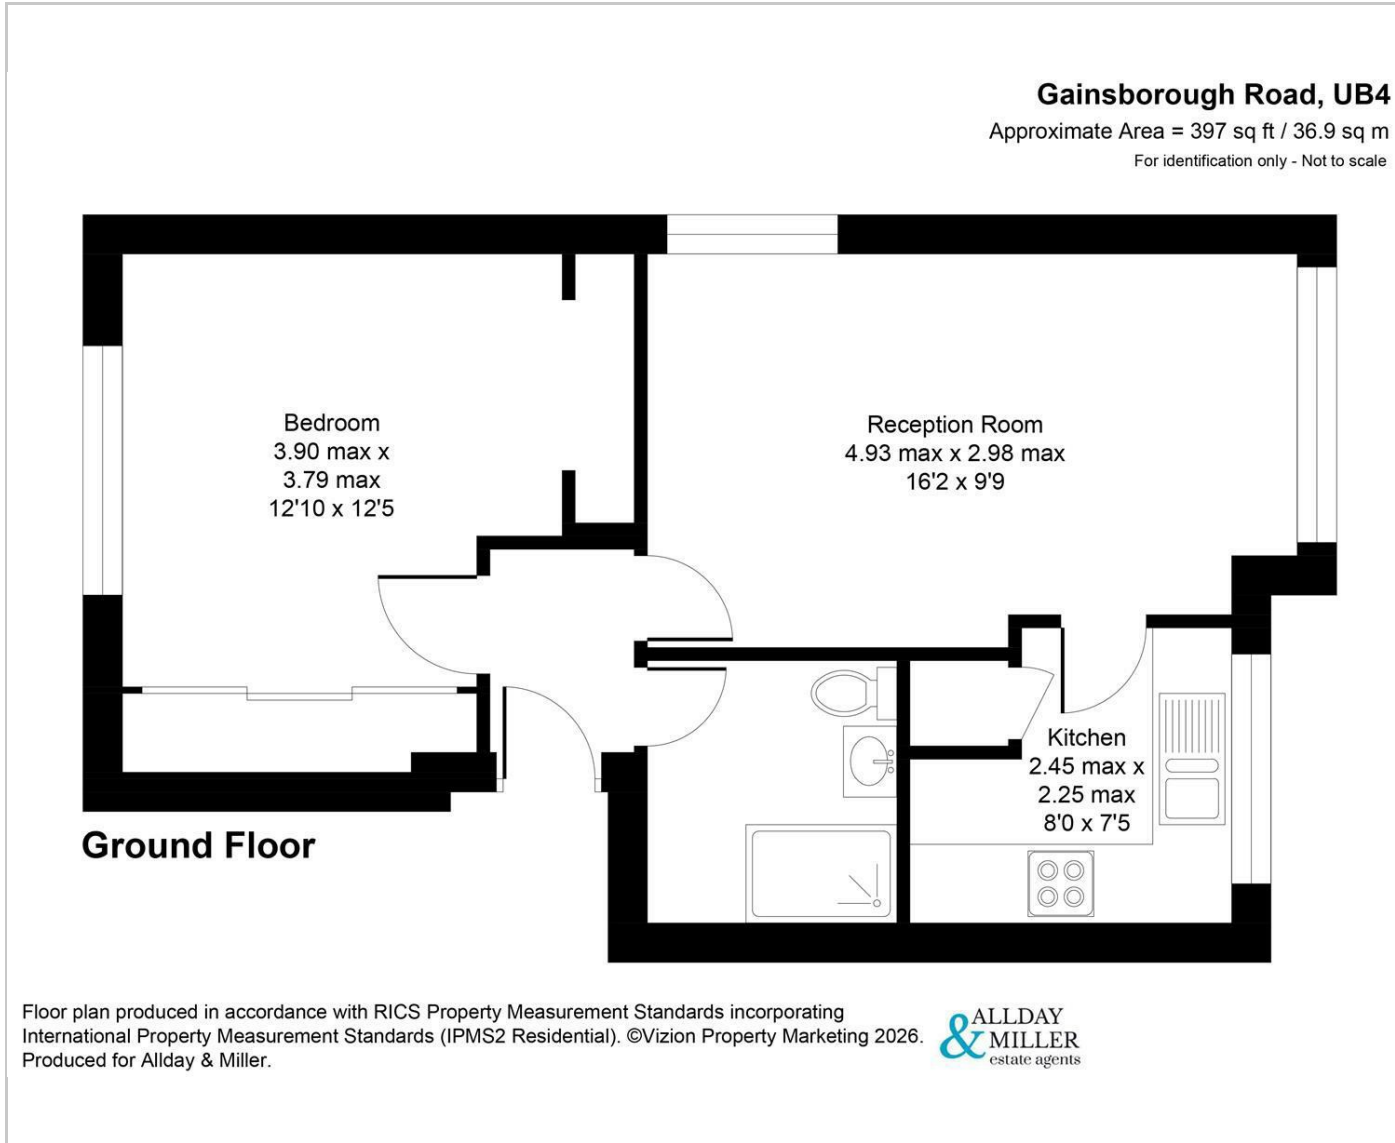 Gainsborough Road, UB4
Approximate Area = 397 sq ft / 36.9 sq m
For identification only - Not to scale
Bedroom
3.90 max x
3.79 max
12'10 x 12'5
Reception Room
4.93 max x 2.98 max
16'2 x 9'9
Kitchen
2.45 max x
2.25 max
8'0 x 7'5
Ground Floor
Floor plan produced in accordance with RICS Property Measurement Standards incorporating
International Property Measurement Standards (IPMS2 Residential). ©Vizion Property Marketing 2026.
Produced for Allday & Miller.
ALLDAY
& MILLER
estate agents